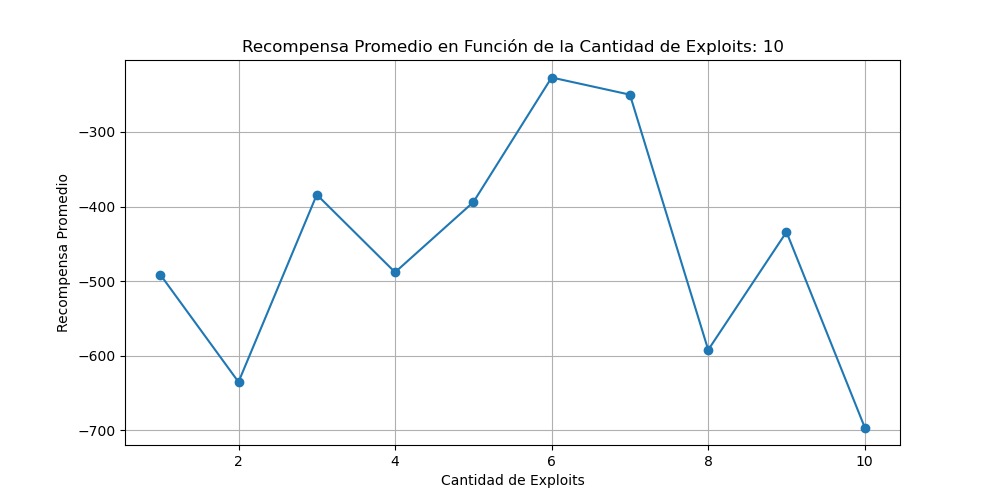 Recompensa Promedio en Función de la Cantidad de Exploits: 10
Recompensa Promedio
−300
−400
−500
−600
−700
2 4 6 8 10
Cantidad de Exploits